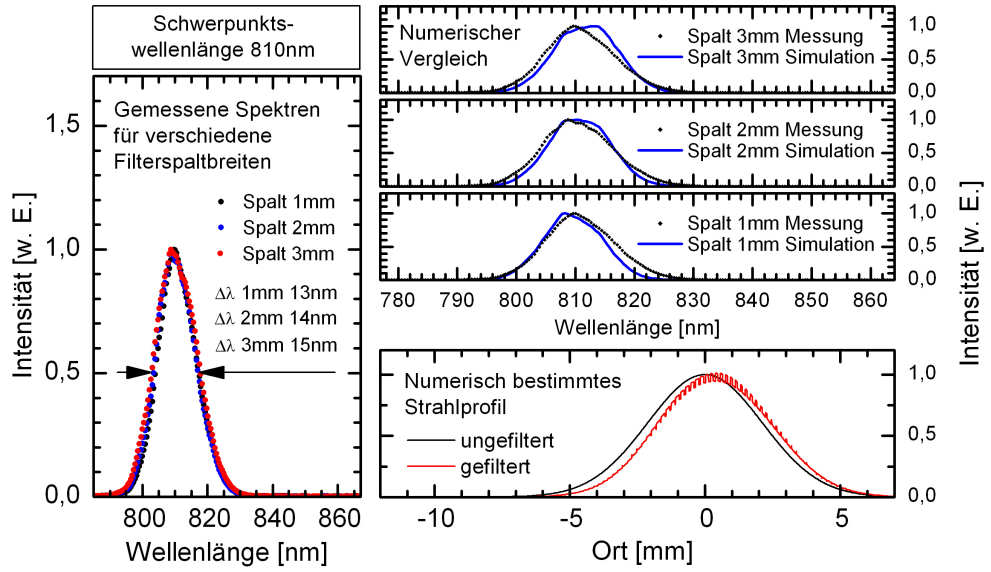 Schwerpunkts-
wellenlänge 810nm
Gemessene Spektren
für verschiedene
Filterspaltbreiten
Spalt 1mm
Spalt 2mm
Spalt 3mm
Δλ 1mm 13nm
Δλ 2mm 14nm
Δλ 3mm 15nm
1,5
1,0
0,5
0,0
Intensität [w. E.]
800 820 840 860
Wellenlänge [nm]
Numerischer
Vergleich
Spalt 3mm Messung
Spalt 3mm Simulation
1,0
0,5
0,0
Spalt 2mm Messung
Spalt 2mm Simulation
1,0
0,5
0,0
Spalt 1mm Messung
Spalt 1mm Simulation
1,0
0,5
0,0
780 790 800 810 820 830 840 850 860
Wellenlänge [nm]
Intensität [w. E.]
Numerisch bestimmtes
Strahlprofil
ungefiltert
gefiltert
1,0
0,5
0,0
-10 -5 0 5
Ort [mm]